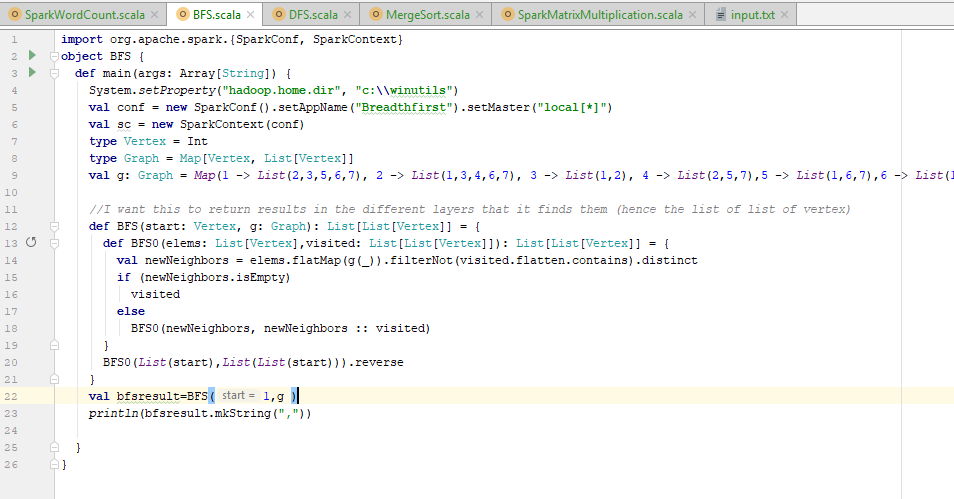 SparkWordCount.scala × BFS.scala × DFS.scala × MergeSort.scala × SparkMatrixMultiplication.scala × input.txt ×
1 import org.apache.spark.{SparkConf, SparkContext}
2 object BFS {
3 def main(args: Array[String]) {
4 System.setProperty("hadoop.home.dir", "c:\\winutils")
5 val conf = new SparkConf().setAppName("Breadthfirst").setMaster("local[*]")
6 val sc = new SparkContext(conf)
7 type Vertex = Int
8 type Graph = Map[Vertex, List[Vertex]]
9 val g: Graph = Map(1 -> List(2,3,5,6,7), 2 -> List(1,3,4,6,7), 3 -> List(1,2), 4 -> List(2,5,7),5 -> List(1,6,7),6 -> List(1
10
11 //I want this to return results in the different layers that it finds them (hence the list of list of vertex)
12 def BFS(start: Vertex, g: Graph): List[List[Vertex]] = {
13 def BFS0(elems: List[Vertex],visited: List[List[Vertex]]): List[List[Vertex]] = {
14 val newNeighbors = elems.flatMap(g(_)).filterNot(visited.flatten.contains).distinct
15 if (newNeighbors.isEmpty)
16 visited
17 else
18 BFS0(newNeighbors, newNeighbors :: visited)
19 }
20 BFS0(List(start),List(List(start))).reverse
21 }
22 val bfsresult=BFS( start = 1,g )
23 println(bfsresult.mkString(","))
24
25 }
26 }